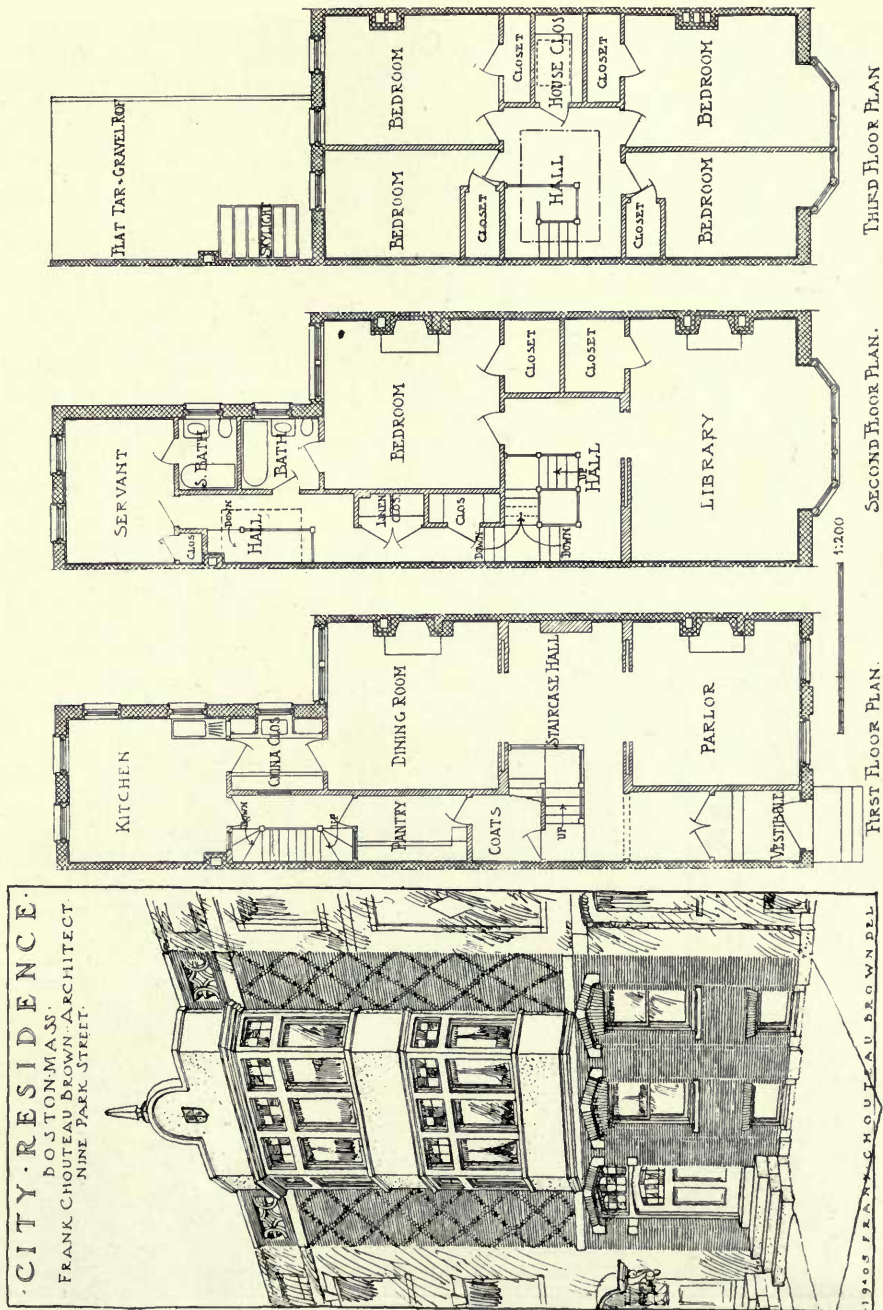 ·CITY·RESIDENCE·
BOSTON·MASS·
FRANK CHOUTEAU BROWN·ARCHITECT·
NINE PARK STREET·
FRANK·CHOUTEAU BROWN DEL
KITCHEN
CHINA CLOS
DOWN
UP
PANTRY
DINING ROOM
COATS
UP
STAIRCASE HALL
PARLOR
VESTIBULE
FIRST FLOOR PLAN.
1:200
SERVANT
CLOS
S. BATH
BATH
DOWN
HALL
LINEN CLOS.
CLOS
BEDROOM
DOWN
DOWN
UP
HALL
CLOSET
CLOSET
LIBRARY
SECOND FLOOR PLAN.
FLAT TAR & GRAVEL ROF
SKYLIGHT
BEDROOM
BEDROOM
CLOSET
CLOSET
HOUSE CLOS
CLOSET
HALL
CLOSET
BEDROOM
BEDROOM
THIRD FLOOR PLAN